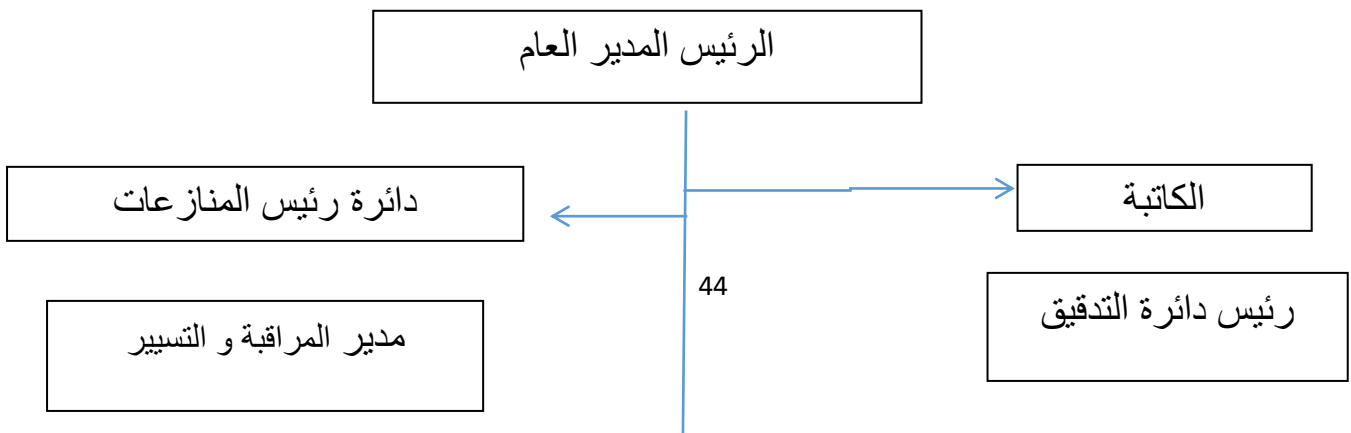 الرئيس المدير العام
الكاتبة
دائرة رئيس المنازعات
44
رئيس دائرة التدقيق
مدير المراقبة و التسيير